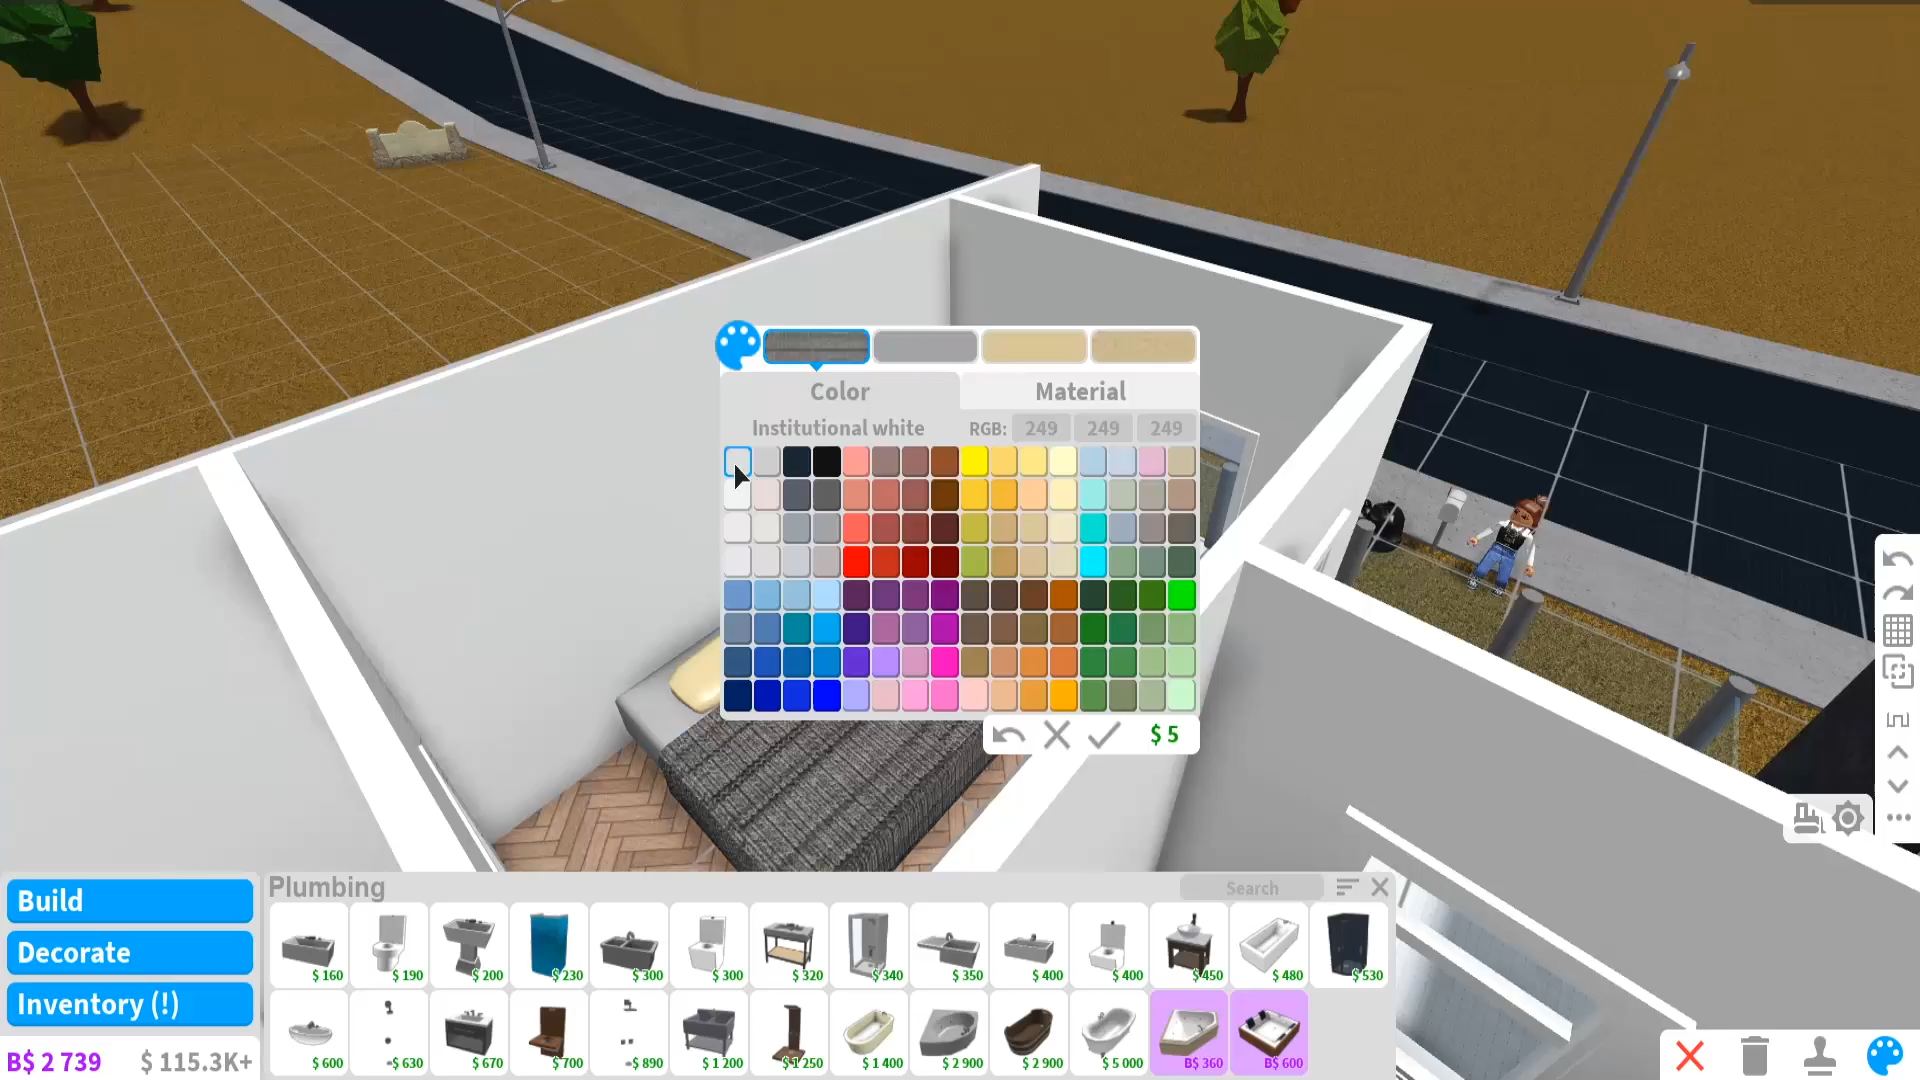 Color
Material
Institutional white
RGB: 249 249 249
$ 5
Build
Decorate
Inventory (!)
B$ 2 739
$ 115.3K+
Plumbing
Search
$ 160
$ 190
$ 200
$ 230
$ 300
$ 300
$ 320
$ 340
$ 350
$ 400
$ 400
$ 450
$ 480
$ 530
$ 600
$ 630
$ 670
$ 700
$ 890
$ 1 200
$ 1 250
$ 1 400
$ 2 900
$ 2 900
$ 5 000
B$ 360
B$ 600